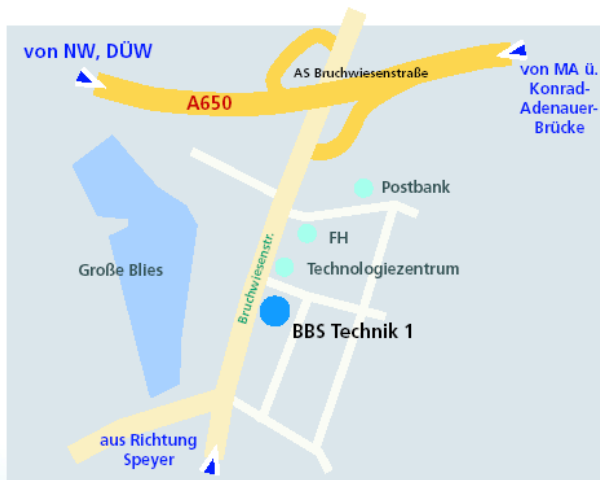 von NW, DÜW
AS Bruchwiesenstraße
von MA ü.
Konrad-
Adenauer-
Brücke
A650
Postbank
FH
Bruchwiesenstr.
Große Blies
Technologiezentrum
BBS Technik 1
aus Richtung
Speyer